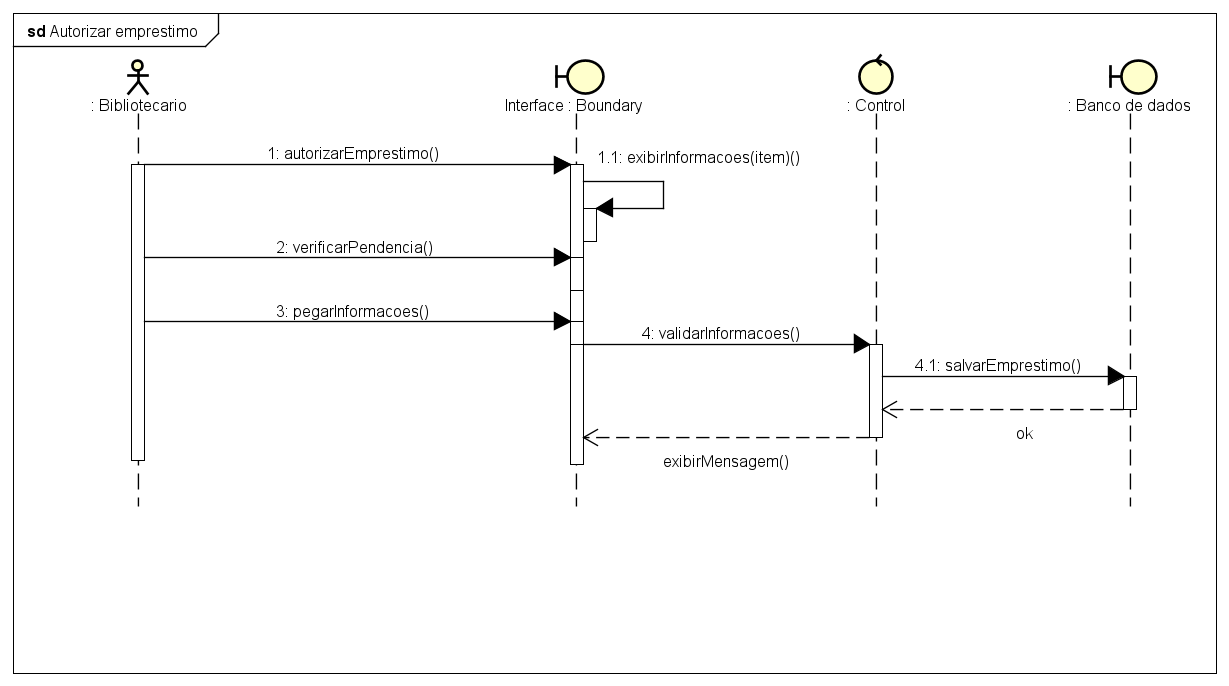 sd Autorizar emprestimo
: Bibliotecario
Interface : Boundary
: Control
: Banco de dados
1: autorizarEmprestimo()
1.1: exibirInformacoes(item)()
2: verificarPendencia()
3: pegarInformacoes()
4: validarInformacoes()
4.1: salvarEmprestimo()
ok
exibirMensagem()